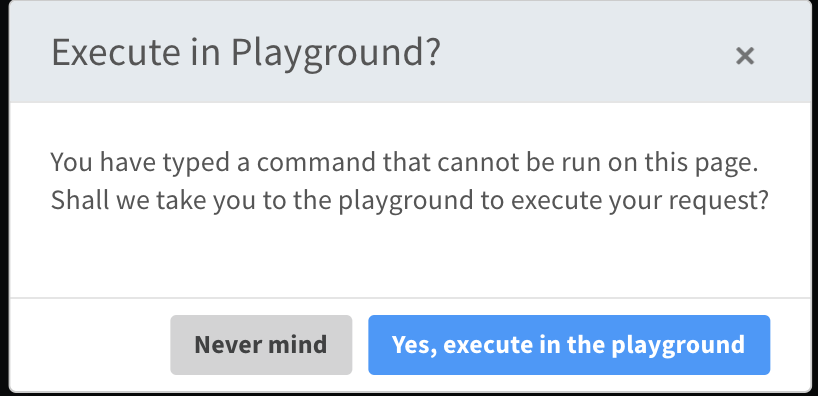 Execute in Playground?
You have typed a command that cannot be run on this page.
Shall we take you to the playground to execute your request?
Never mind
Yes, execute in the playground